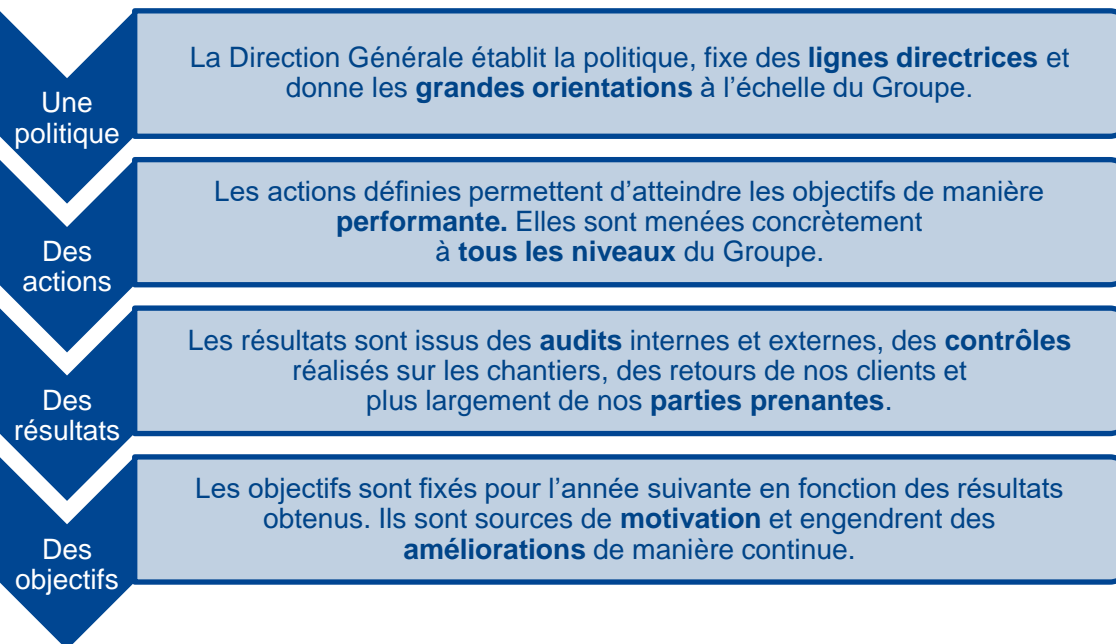 Une
politique
La Direction Générale établit la politique, fixe des lignes directrices et
donne les grandes orientations à l’échelle du Groupe.
Des
actions
Les actions définies permettent d’atteindre les objectifs de manière
performante. Elles sont menées concrètement
à tous les niveaux du Groupe.
Des
résultats
Les résultats sont issus des audits internes et externes, des contrôles
réalisés sur les chantiers, des retours de nos clients et
plus largement de nos parties prenantes.
Des
objectifs
Les objectifs sont fixés pour l’année suivante en fonction des résultats
obtenus. Ils sont sources de motivation et engendrent des
améliorations de manière continue.